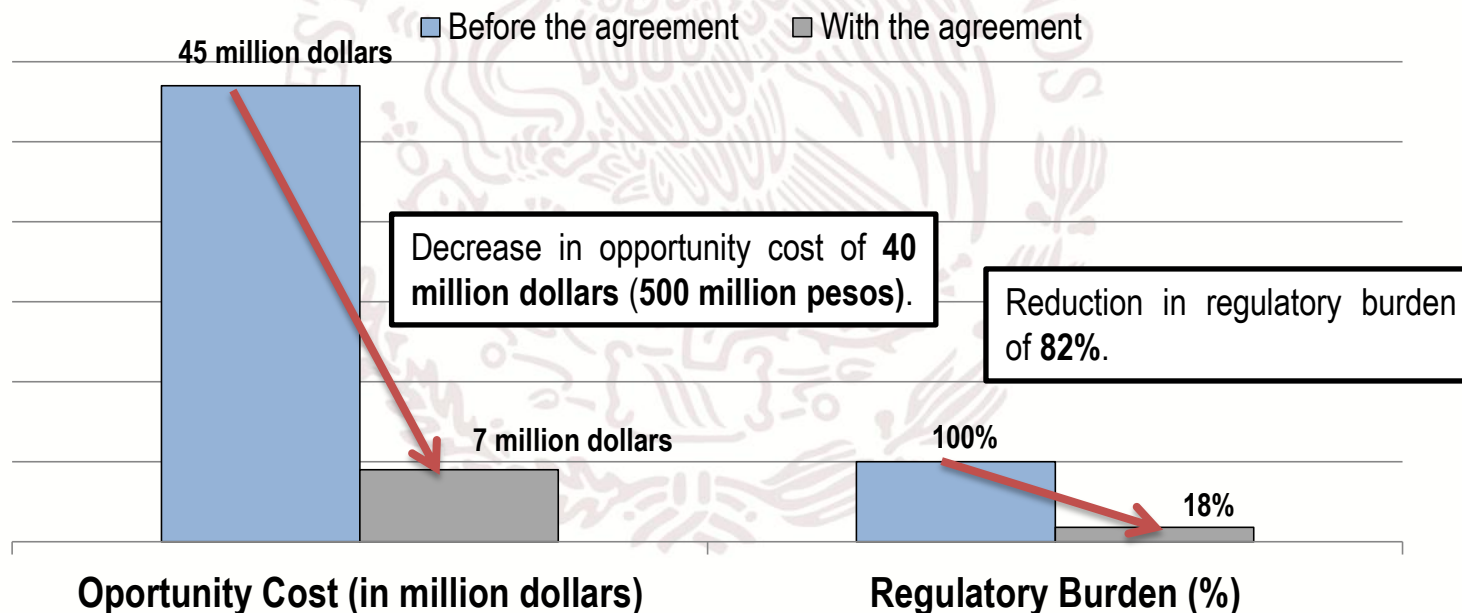 Before the agreement
With the agreement
45 million dollars
Decrease in opportunity cost of 40
million dollars (500 million pesos).
Reduction in regulatory burden
of 82%.
7 million dollars
100%
18%
Oportunity Cost (in million dollars)
Regulatory Burden (%)